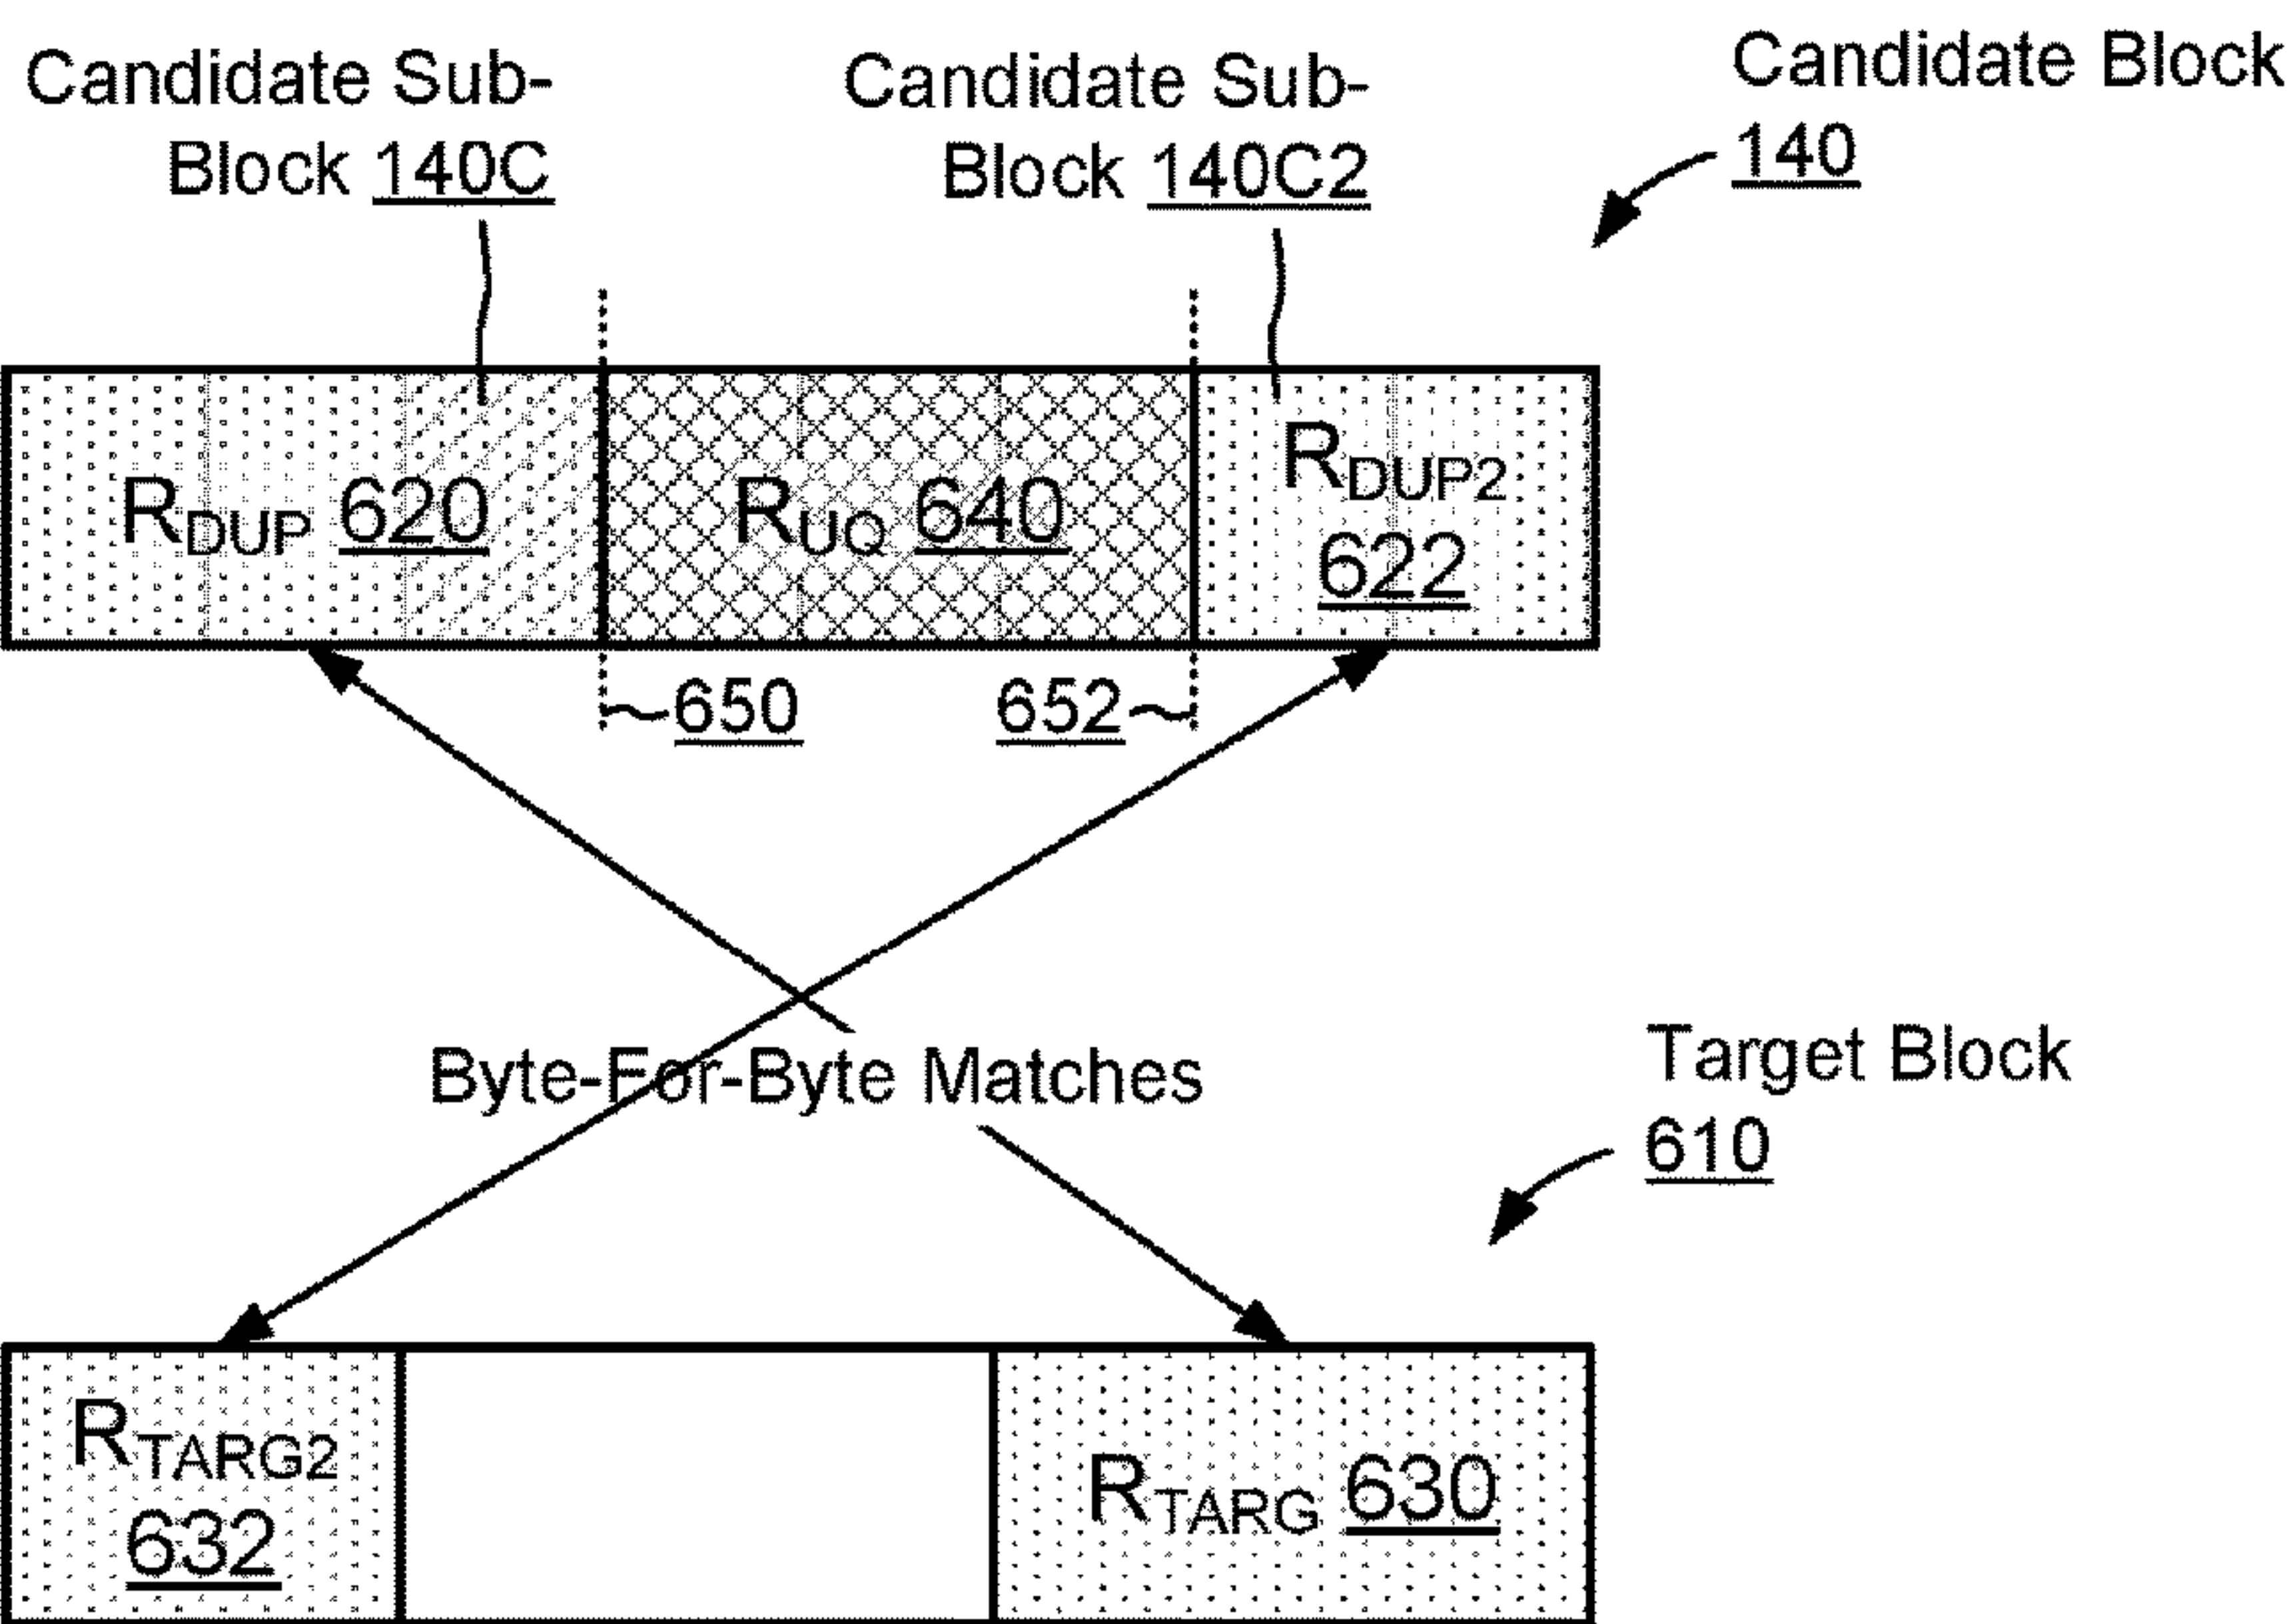 Candidate Sub-
Block 140C
Candidate Sub-
Block 140C2
Candidate Block
140
RDUP 620
RUQ 640
RDUP2
622
650
652
Byte-For-Byte Matches
Target Block
610
RTARG2
632
RTARG 630